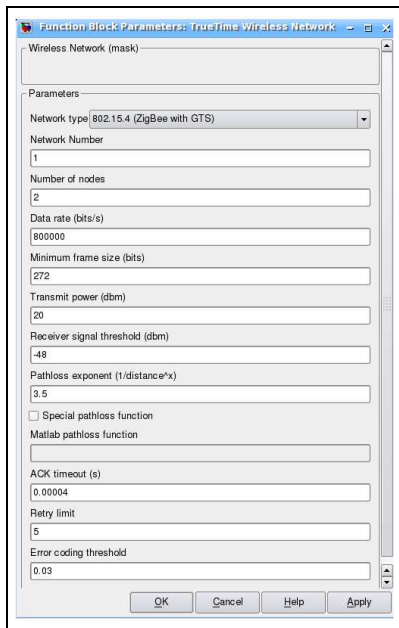 Function Block Parameters: TrueTime Wireless Network
Wireless Network (mask)
Parameters
Network type 802.15.4 (ZigBee with GTS)
Network Number
1
Number of nodes
2
Data rate (bits/s)
800000
Minimum frame size (bits)
272
Transmit power (dbm)
20
Receiver signal threshold (dbm)
-48
Pathloss exponent (1/distance^x)
3.5
Special pathloss function
Matlab pathloss function
ACK timeout (s)
0.00004
Retry limit
5
Error coding threshold
0.03
OK Cancel Help Apply